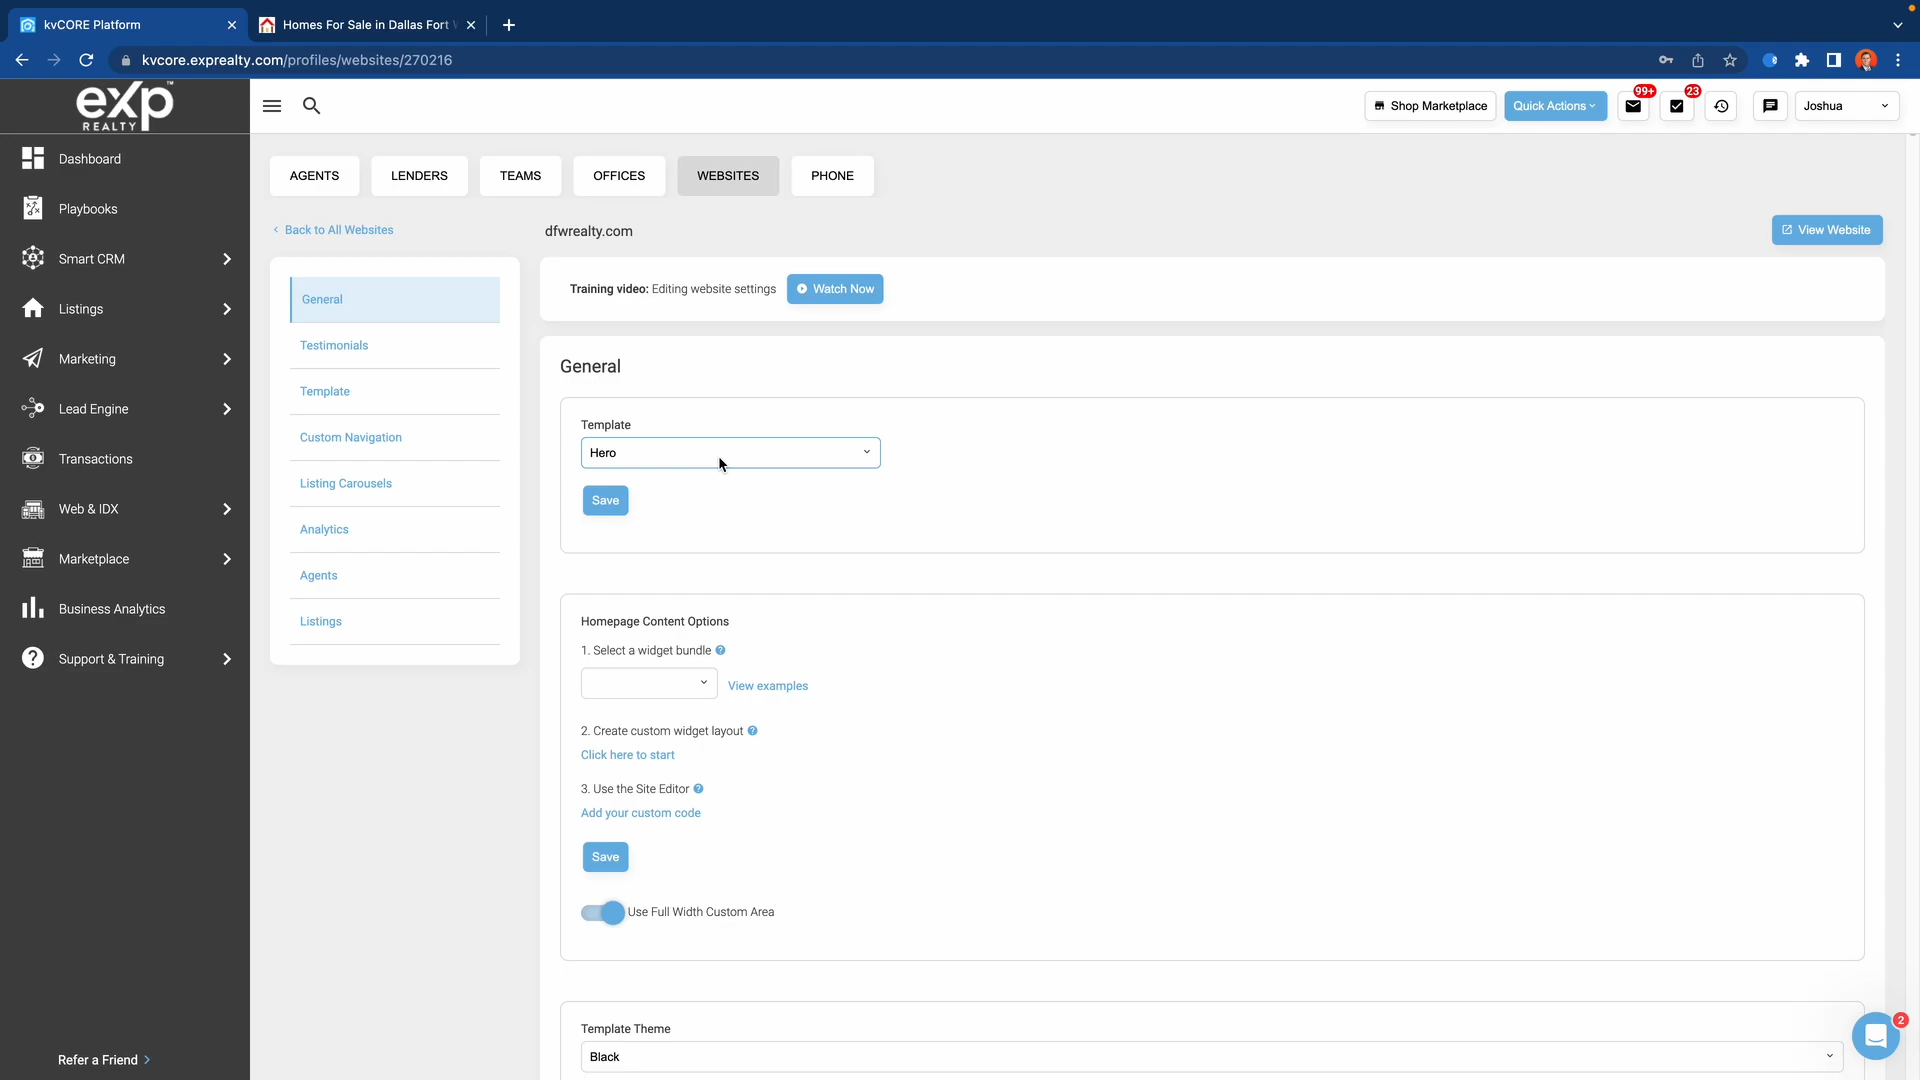 kvCORE Platform
Homes For Sale in Dallas Fort
kvcore.exprealty.com/profiles/websites/270216
exp
REALTY
TM
Shop Marketplace
Quick Actions
99+
23
Joshua
Dashboard
Playbooks
Smart CRM
Listings
Marketing
Lead Engine
Transactions
Web & IDX
Marketplace
Business Analytics
Support & Training
Refer a Friend
AGENTS
LENDERS
TEAMS
OFFICES
WEBSITES
PHONE
Back to All Websites
dfwrealty.com
View Website
General
Testimonials
Template
Custom Navigation
Listing Carousels
Analytics
Agents
Listings
Training video: Editing website settings
Watch Now
General
Template
Hero
Save
Homepage Content Options
1. Select a widget bundle ?
View examples
2. Create custom widget layout ?
Click here to start
3. Use the Site Editor ?
Add your custom code
Save
Use Full Width Custom Area
Template Theme
Black
2